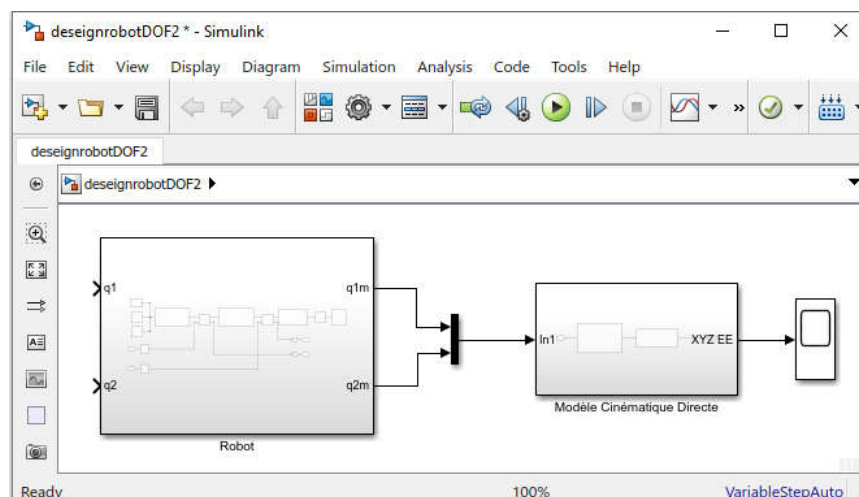 deseignrobotDOF2 * - Simulink
File Edit View Display Diagram Simulation Analysis Code Tools Help
»
deseignrobotDOF2
deseignrobotDOF2
q1 q1m
In1 XYZ EE
q2 q2m
Modèle Cinématique Directe
Robot
Ready 100% VariableStepAuto